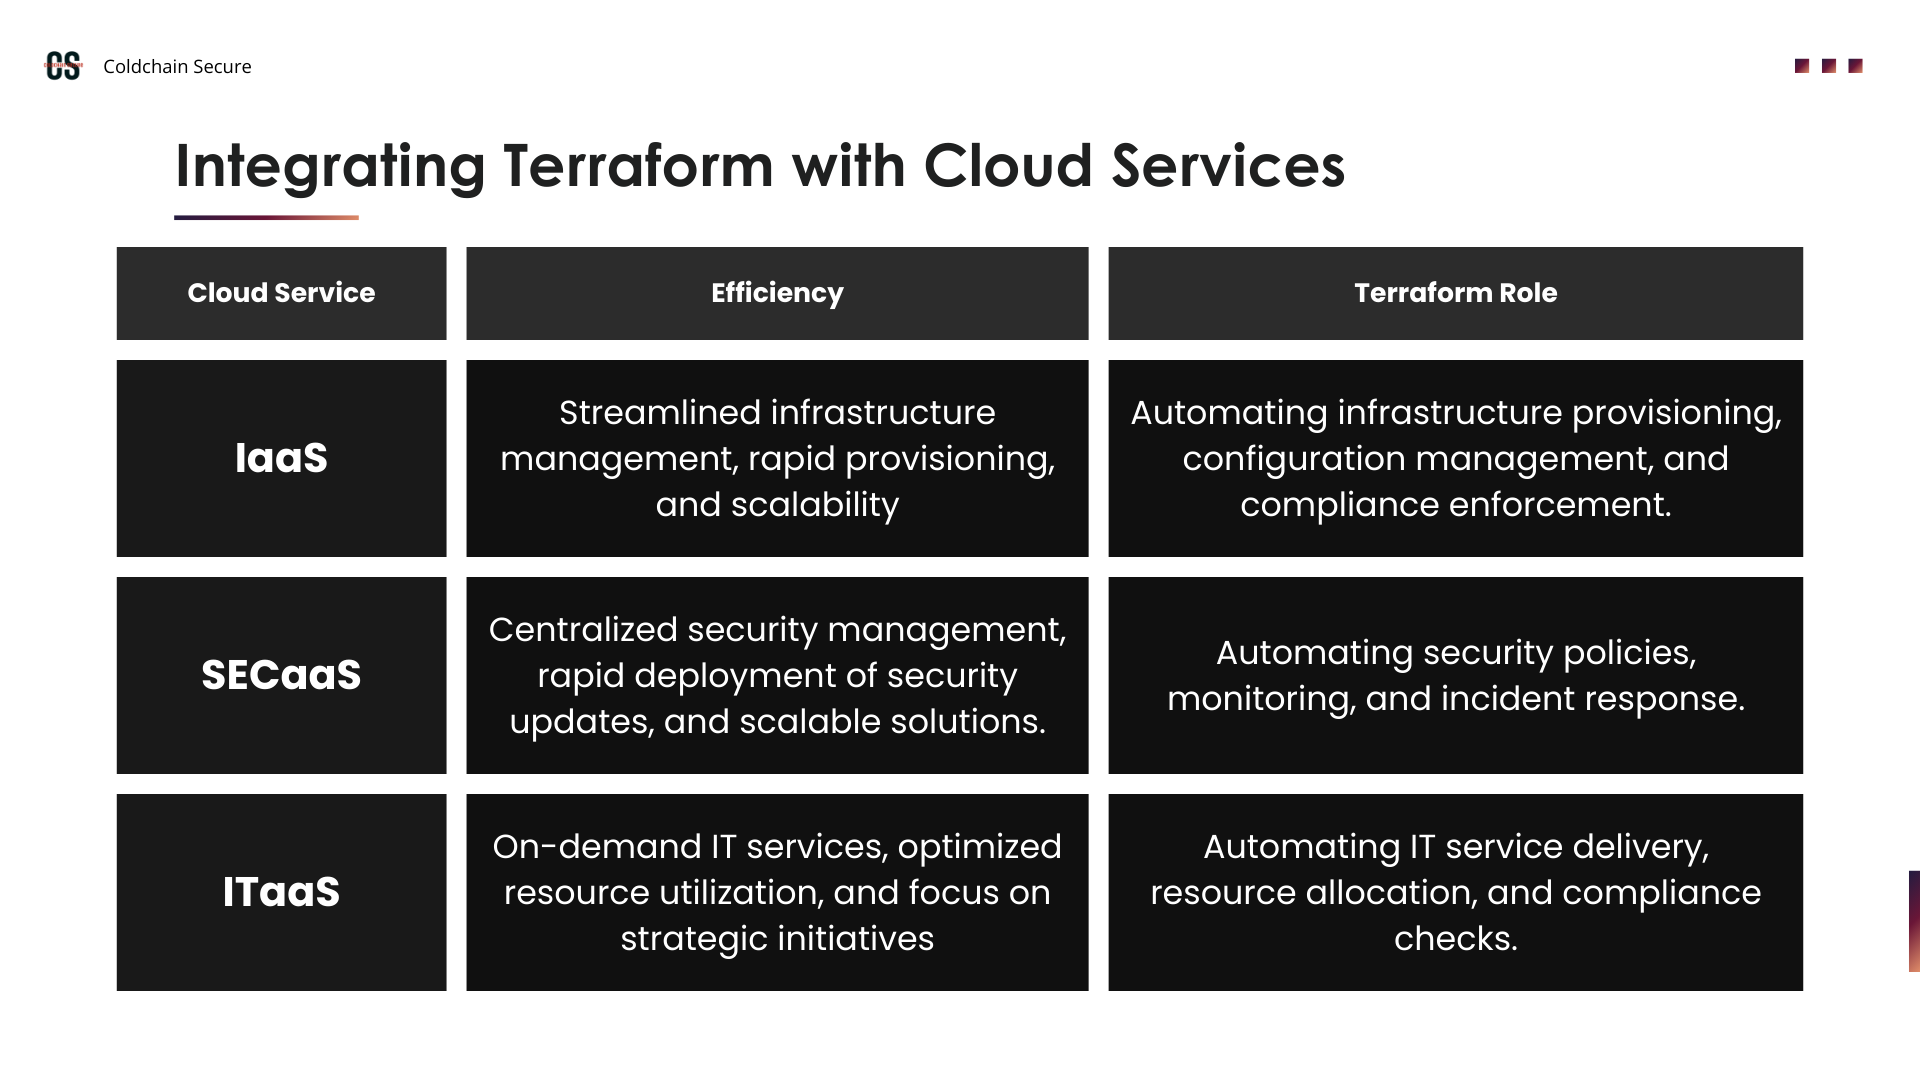 CS
Coldchain Secure
Integrating Terraform with Cloud Services
Cloud Service
Efficiency
Terraform Role
IaaS
Streamlined infrastructure
management, rapid provisioning,
and scalability
Automating infrastructure provisioning,
configuration management, and
compliance enforcement.
SECaaS
Centralized security management,
rapid deployment of security
updates, and scalable solutions.
Automating security policies,
monitoring, and incident response.
ITaaS
On-demand IT services, optimized
resource utilization, and focus on
strategic initiatives
Automating IT service delivery,
resource allocation, and compliance
checks.